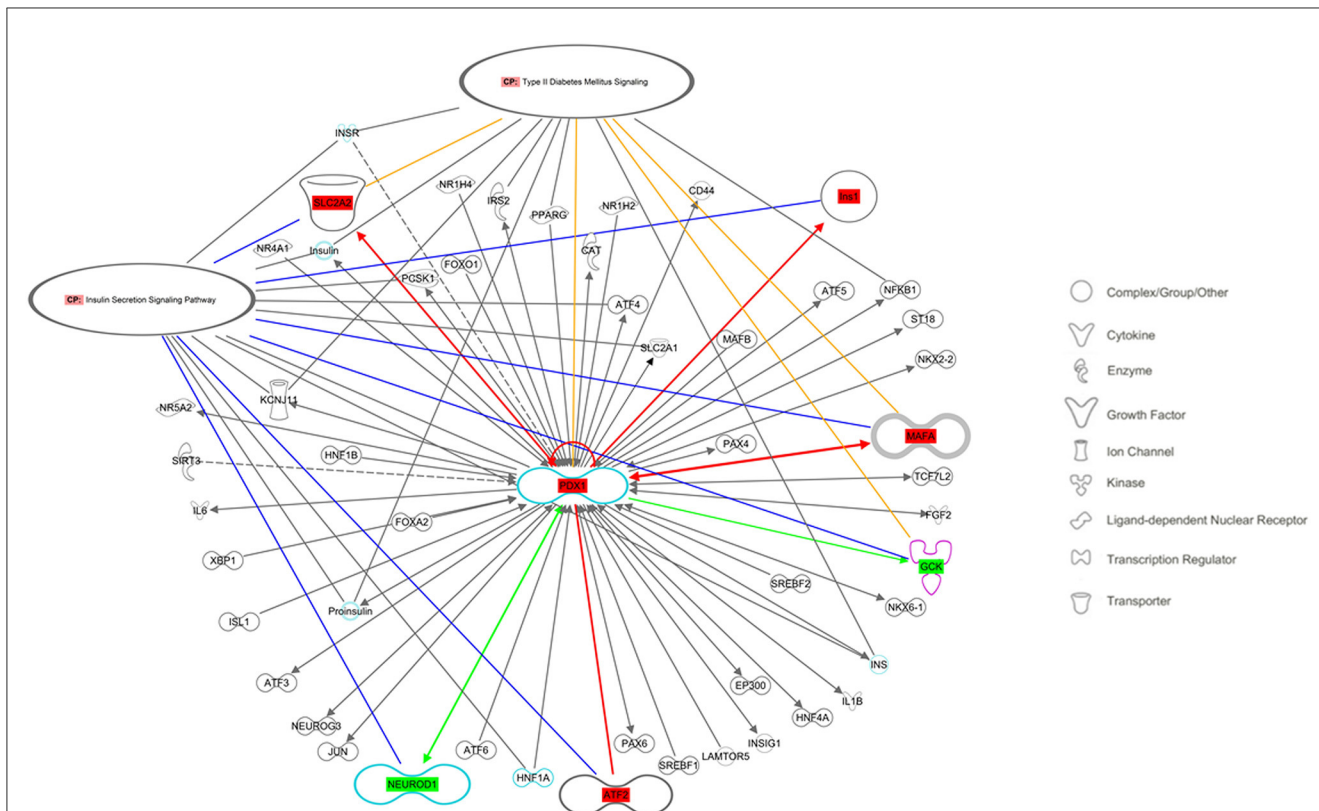 CP: Type II Diabetes Mellitus Signaling
INSR
SLC2A2
NR1H4
IRS2
PPARG
NR1H2
CD44
Ins1
NR4A1
Insulin
PCSK1
FOXO1
CAT
ATF4
ATF5
NFKB1
CP: Insulin Secretion Signaling Pathway
ST18
SLC2A1
MAFB
NKX2-2
KCNJ11
NR5A2
MAFA
PAX4
HNF1B
SIRT3
PDX1
TCF7L2
IL6
FOXA2
FGF2
XBP1
GCK
SREBF2
NKX6-1
Proinsulin
ISL1
INS
ATF3
EP300
IL1B
NEUROG3
HNF4A
JUN
ATF6
PAX6
INSIG1
SREBF1
LAMTOR5
NEUROD1
HNF1A
ATF2
Complex/Group/Other
Cytokine
Enzyme
Growth Factor
Ion Channel
Kinase
Ligand-dependent Nuclear Receptor
Transcription Regulator
Transporter